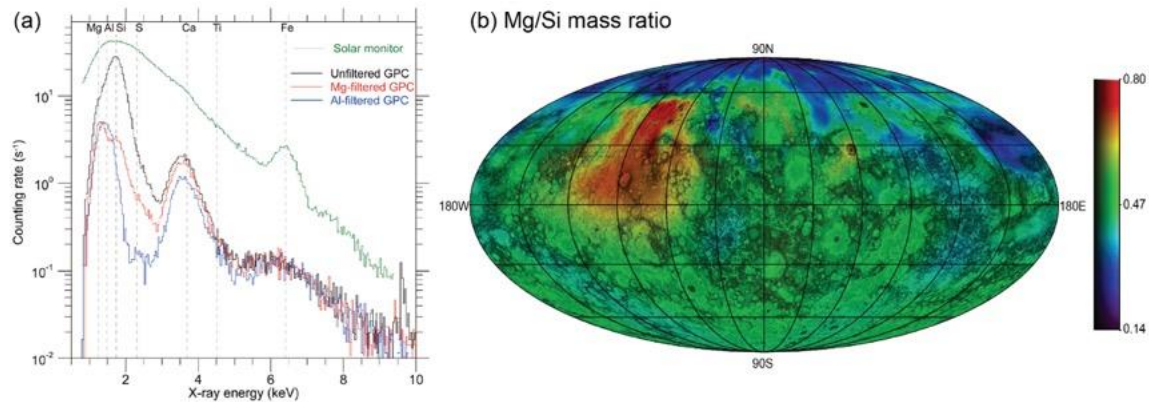 (a)
Mg Al Si S Ca Ti Fe
Solar monitor
Unfiltered GPC
Mg-filtered GPC
Al-filtered GPC
10¹
10⁰
10⁻¹
10⁻²
Counting rate (s⁻¹)
2 4 6 8 10
X-ray energy (keV)
(b) Mg/Si mass ratio
90N
180W
180E
90S
0.80
0.47
0.14